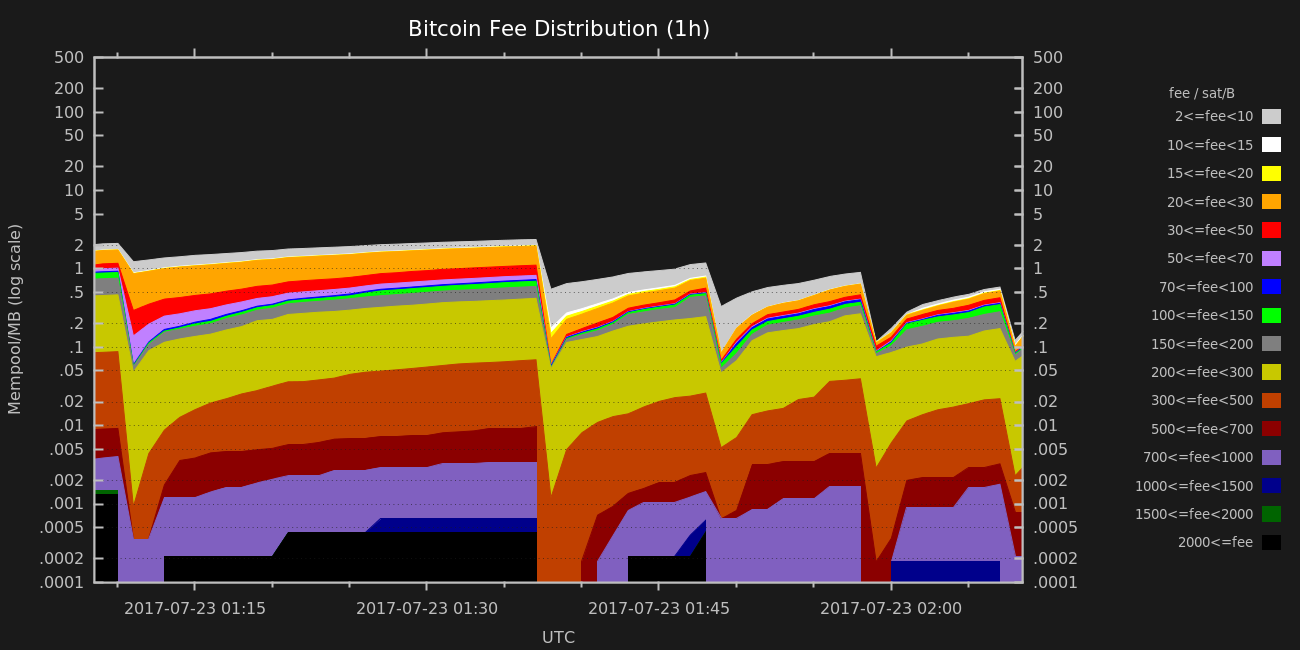 Bitcoin Fee Distribution (1h)
500
200
100
50
20
10
5
2
1
.5
.2
.1
.05
.02
.01
.005
.002
.001
.0005
.0002
.0001
Mempool/MB (log scale)
500
200
100
50
20
10
5
2
1
.5
.2
.1
.05
.02
.01
.005
.002
.001
.0005
.0002
.0001
2017-07-23 01:15 2017-07-23 01:30 2017-07-23 01:45 2017-07-23 02:00
UTC
fee / sat/B
2<=fee<10
10<=fee<15
15<=fee<20
20<=fee<30
30<=fee<50
50<=fee<70
70<=fee<100
100<=fee<150
150<=fee<200
200<=fee<300
300<=fee<500
500<=fee<700
700<=fee<1000
1000<=fee<1500
1500<=fee<2000
2000<=fee